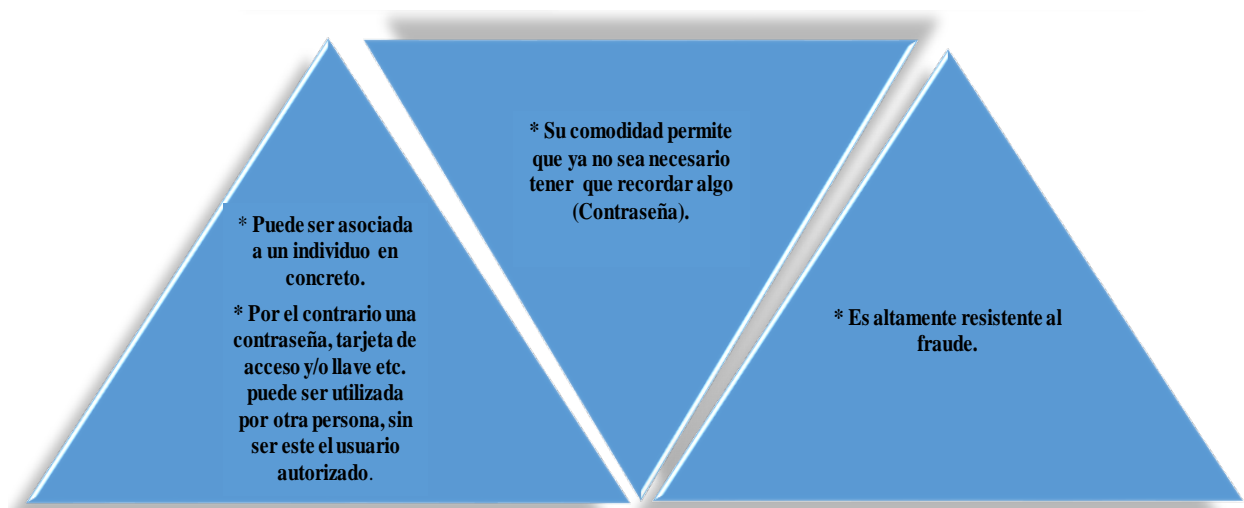 * Puede ser asociada
a un individuo en
concreto.
* Por el contrario una
contraseña, tarjeta de
acceso y/o llave etc.
puede ser utilizada
por otra persona, sin
ser este el usuario
autorizado.
* Su comodidad permite
que ya no sea necesario
tener que recordar algo
(Contraseña).
* Es altamente resistente al
fraude.